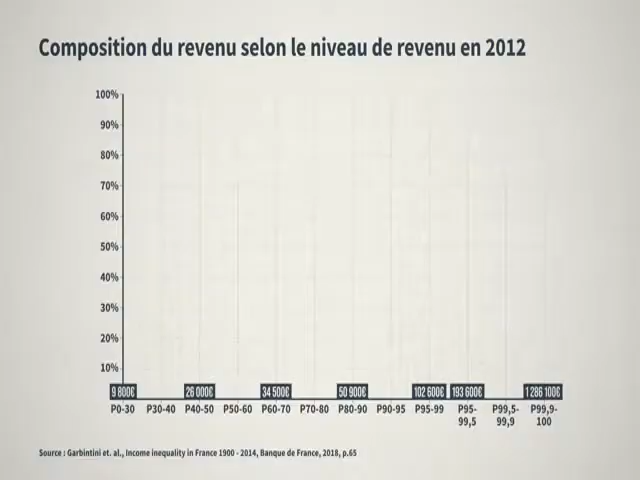 Composition du revenu selon le niveau de revenu en 2012
100%
90%
80%
70%
60%
50%
40%
30%
20%
10%
9 800€ 26 000€ 34 500€ 50 900€ 102 600€ 193 600€ 1 286 100€
P0-30 P30-40 P40-50 P50-60 P60-70 P70-80 P80-90 P90-95 P95-99 P95-99,5 P99,5-99,9 P99,9-100
Source : Garbintini et. al., Income inequality in France 1900 - 2014, Banque de France, 2018, p.65